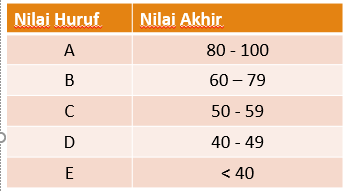 Nilai Huruf Nilai Akhir
A 80 - 100
B 60 – 79
C 50 - 59
D 40 - 49
E < 40